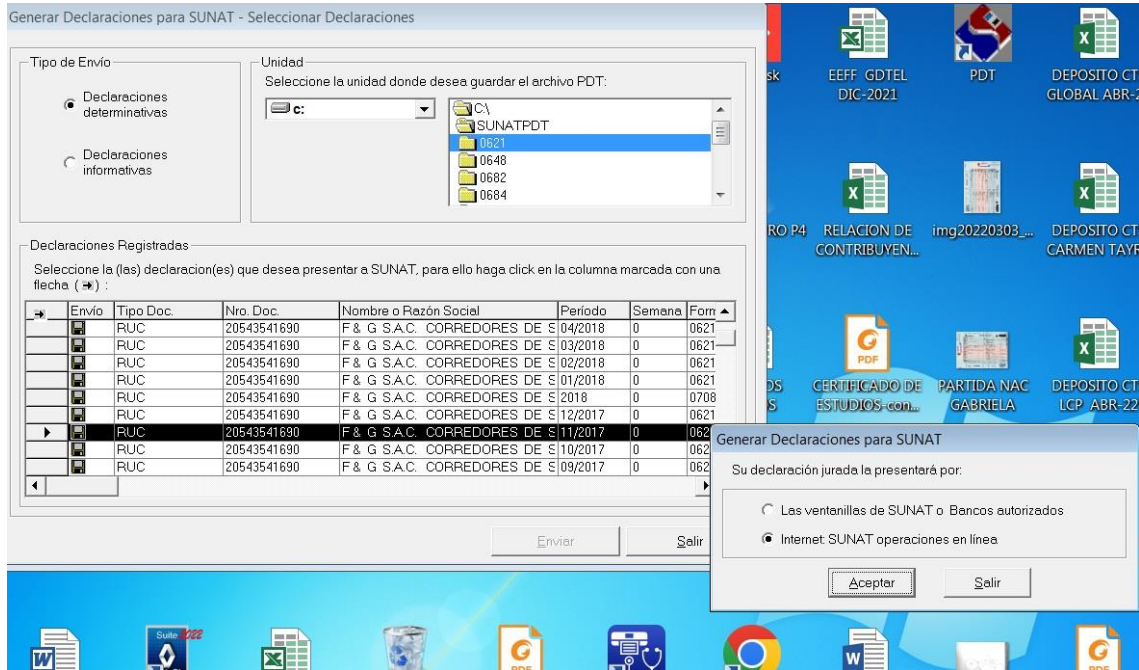 Generar Declaraciones para SUNAT - Seleccionar Declaraciones
Tipo de Envío
Declaraciones determinativas
Declaraciones informativas
Unidad
Seleccione la unidad donde desea guardar el archivo PDT:
c:
C:\
SUNATPDT
0621
0648
0682
0684
Declaraciones Registradas
Seleccione la (las) declaracion(es) que desea presentar a SUNAT, para ello haga click en la columna marcada con una
flecha ( ➔ ) :
Envío Tipo Doc. Nro. Doc. Nombre o Razón Social Período Semana Form
RUC 20543541690 F & G S.A.C. CORREDORES DE S 04/2018 0 0621
RUC 20543541690 F & G S.A.C. CORREDORES DE S 03/2018 0 0621
RUC 20543541690 F & G S.A.C. CORREDORES DE S 02/2018 0 0621
RUC 20543541690 F & G S.A.C. CORREDORES DE S 01/2018 0 0621
RUC 20543541690 F & G S.A.C. CORREDORES DE S 2018 0 0708
RUC 20543541690 F & G S.A.C. CORREDORES DE S 12/2017 0 0621
RUC 20543541690 F & G S.A.C. CORREDORES DE S 11/2017 0 062
RUC 20543541690 F & G S.A.C. CORREDORES DE S 10/2017 0 062
RUC 20543541690 F & G S.A.C. CORREDORES DE S 09/2017 0 062
Enviar
Salir
sk
EEFF GDTEL
DIC-2021
PDT
DEPOSITO CT
GLOBAL ABR-2
RO P4
RELACION DE
CONTRIBUYEN...
img20220303_...
DEPOSITO CT
CARMEN TAYR
OS
S
PDF
CERTIFICADO DE
ESTUDIOS-con...
PARTIDA NAC
GABRIELA
DEPOSITO CT
LCP ABR-22
Generar Declaraciones para SUNAT
Su declaración jurada la presentará por:
Las ventanillas de SUNAT o Bancos autorizados
Internet: SUNAT operaciones en línea
Aceptar
Salir
Suite 2022
PDF
PDF